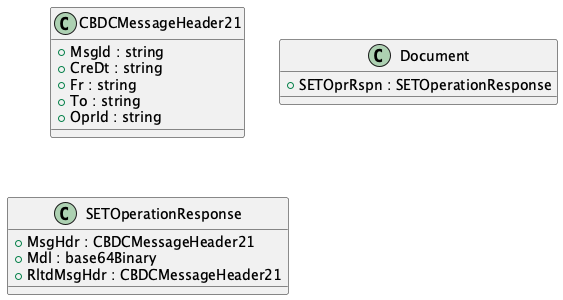 C CBDCMessageHeader21
MsgId : string
CreDt : string
Fr : string
To : string
OprId : string
C Document
SETOprRspn : SETOperationResponse
C SETOperationResponse
MsgHdr : CBDCMessageHeader21
Mdl : base64Binary
RltdMsgHdr : CBDCMessageHeader21